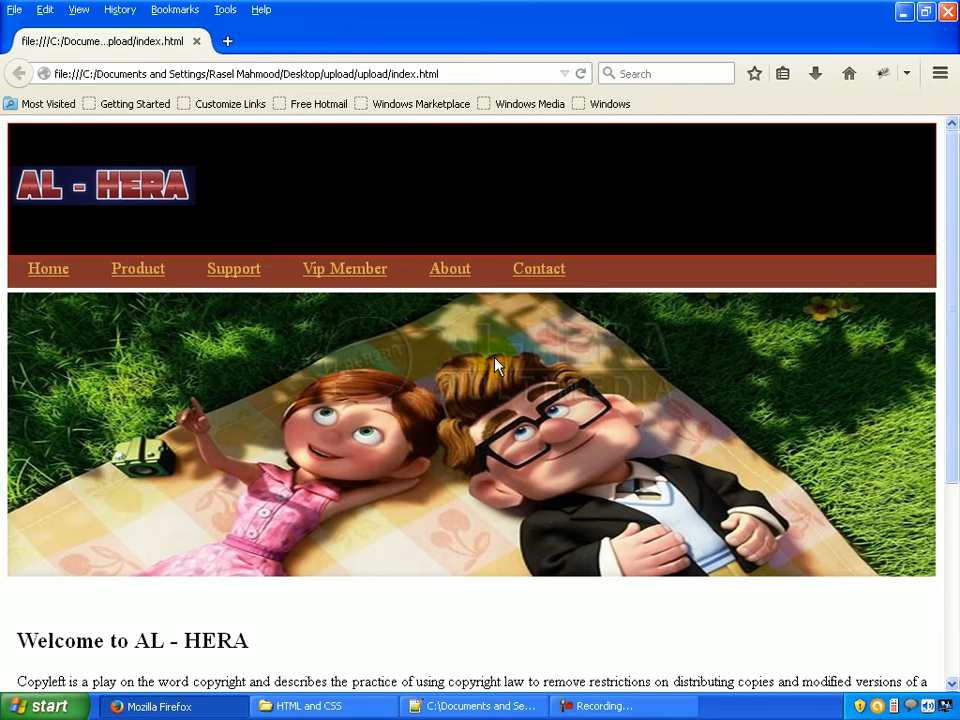 File Edit View History Bookmarks Tools Help
file:///C:/Docume...pload/index.html
file:///C:/Documents and Settings/Rasel Mahmood/Desktop/upload/upload/index.html
Search
Most Visited Getting Started Customize Links Free Hotmail Windows Marketplace Windows Media Windows
AL - HERA
Home Product Support Vip Member About Contact
AL-HERA
MULTIMEDIA
Welcome to AL - HERA
Copyleft is a play on the word copyright and describes the practice of using copyright law to remove restrictions on distributing copies and modified versions of a
start Mozilla Firefox HTML and CSS C:\Documents and Se... Recording...